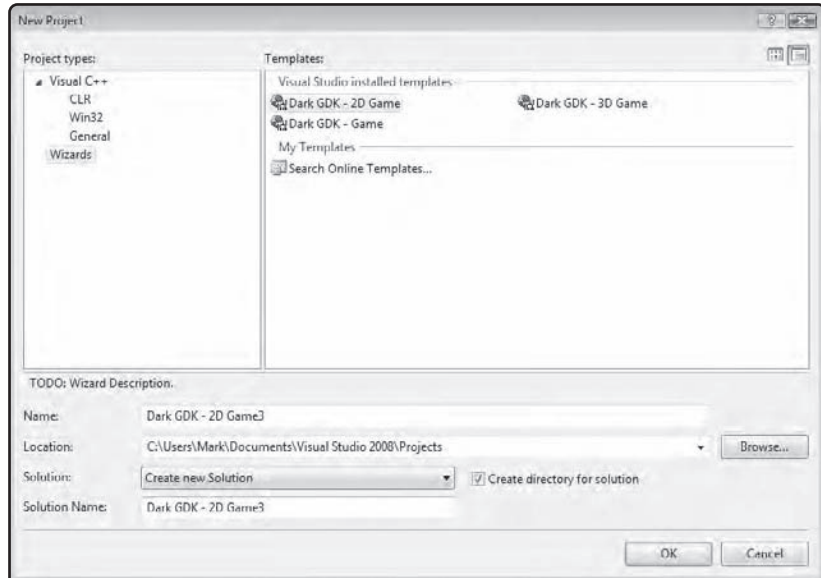 New Project
Project types:
Visual C++
CLR
Win32
General
Wizards
Templates:
Visual Studio installed templates
Dark GDK - 2D Game
Dark GDK - 3D Game
Dark GDK - Game
My Templates
Search Online Templates...
TODO: Wizard Description.
Name: Dark GDK - 2D Game3
Location: C:\Users\Mark\Documents\Visual Studio 2008\Projects Browse...
Solution: Create new Solution Create directory for solution
Solution Name: Dark GDK - 2D Game3
OK Cancel